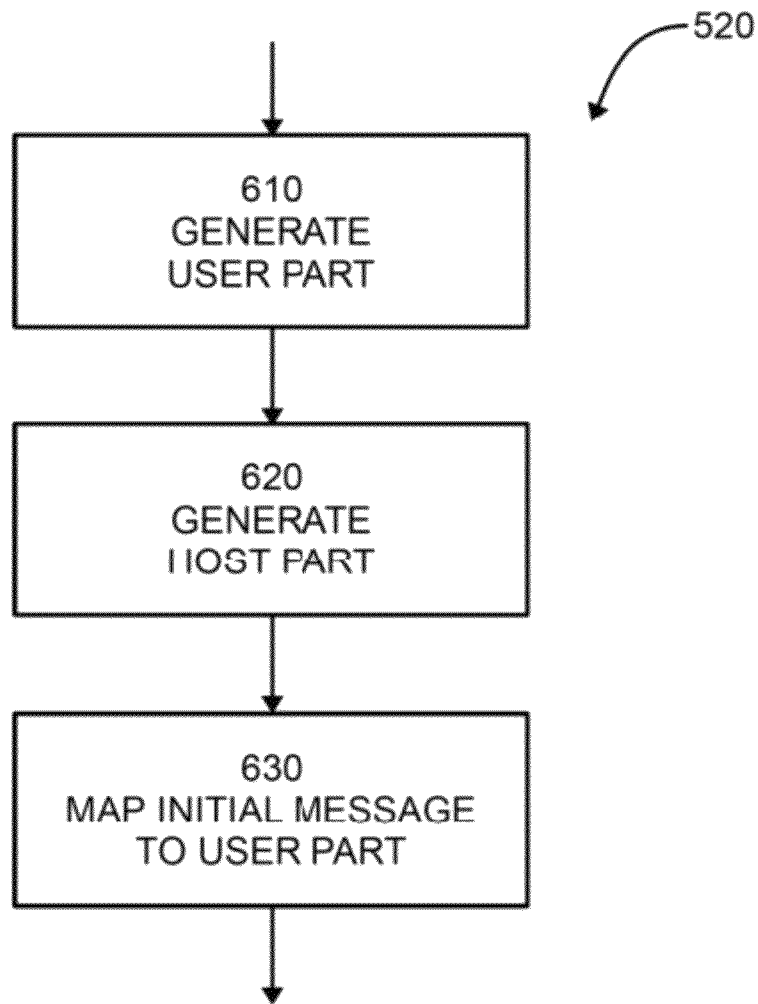 520
610
GENERATE
USER PART
620
GENERATE
HOST PART
630
MAP INITIAL MESSAGE
TO USER PART